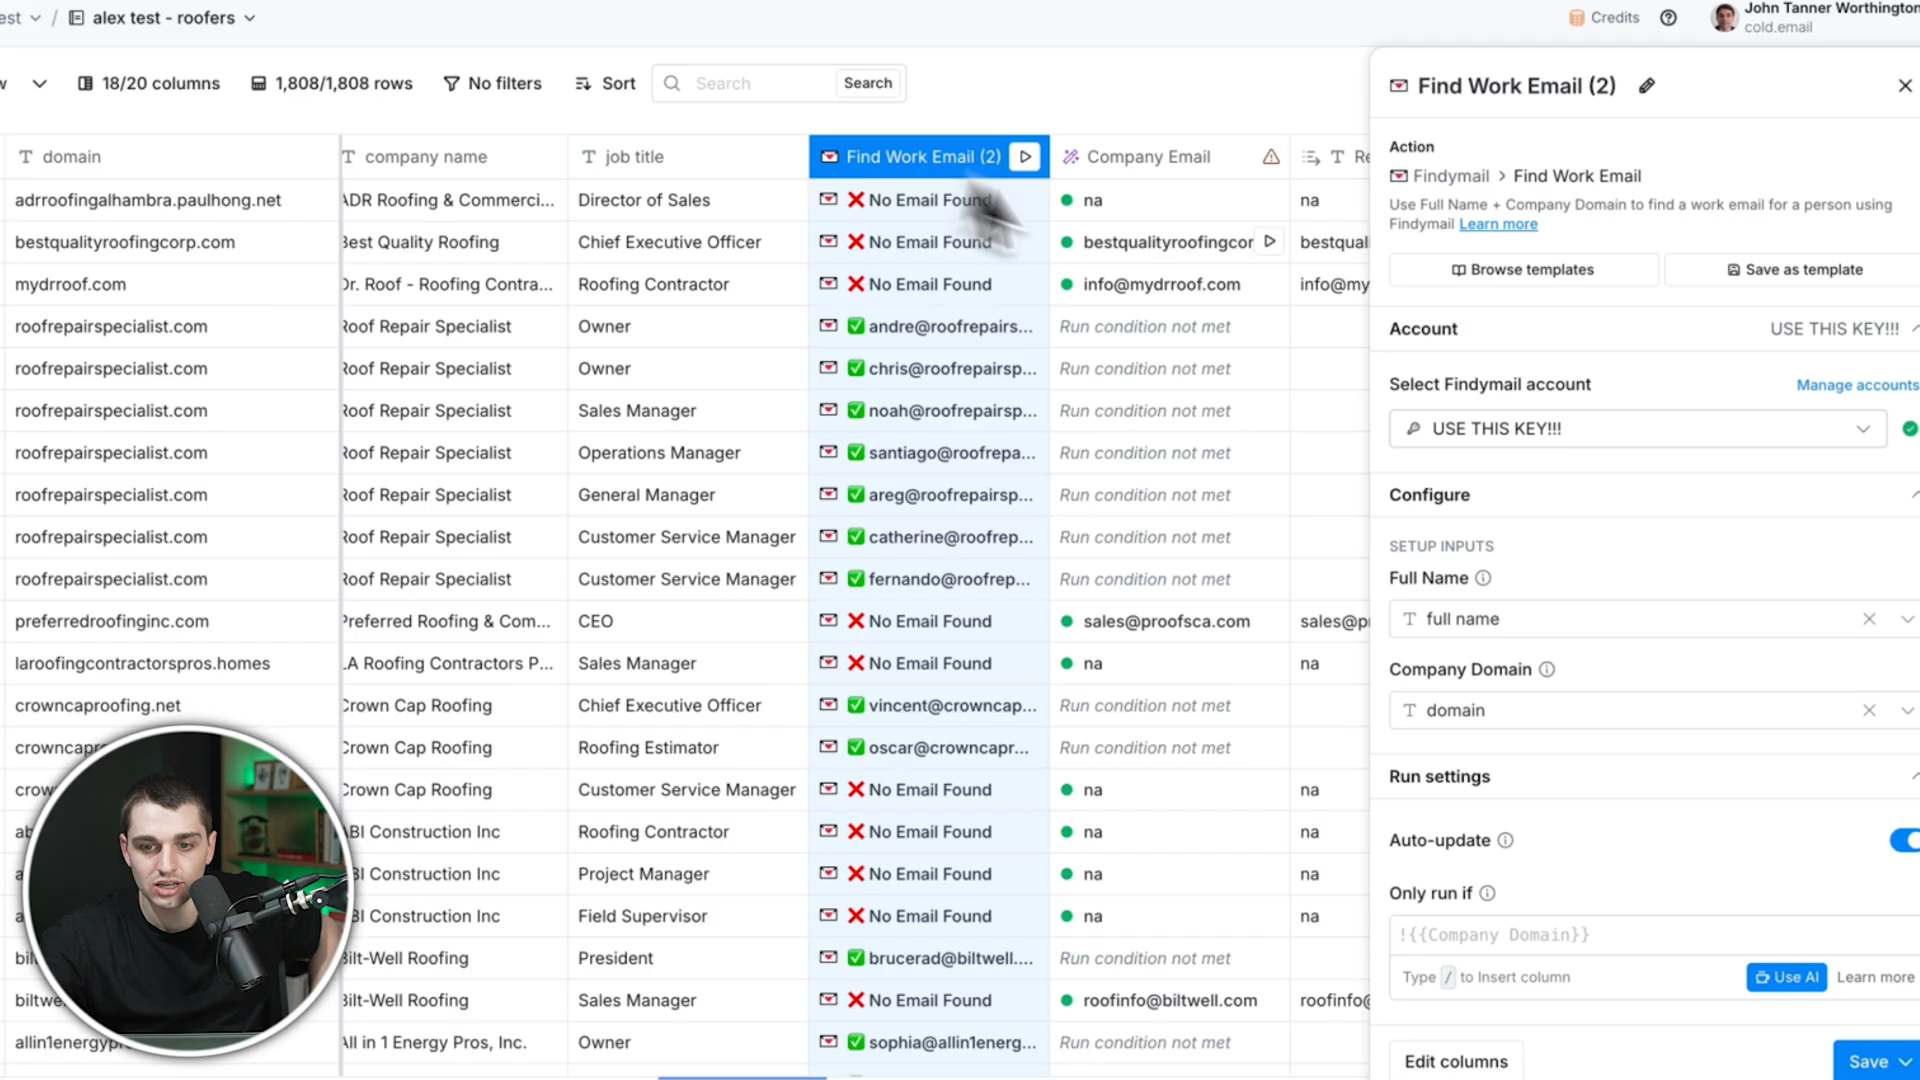 est / alex test - roofers
Credits
John Tanner Worthington
cold.email
18/20 columns
1,808/1,808 rows
No filters
Sort
Search
Search
domain
company name
job title
Find Work Email (2)
Company Email
Re
adrroofingalhambra.paulhong.net ADR Roofing & Commerci... Director of Sales ❌ No Email Found na na
bestqualityroofingcorp.com Best Quality Roofing Chief Executive Officer ❌ No Email Found bestqualityroofingcor bestqual
mydrroof.com Dr. Roof - Roofing Contra... Roofing Contractor ❌ No Email Found info@mydrroof.com info@my
roofrepairspecialist.com Roof Repair Specialist Owner ✅ andre@roofrepairs... Run condition not met
roofrepairspecialist.com Roof Repair Specialist Owner ✅ chris@roofrepairsp... Run condition not met
roofrepairspecialist.com Roof Repair Specialist Sales Manager ✅ noah@roofrepairsp... Run condition not met
roofrepairspecialist.com Roof Repair Specialist Operations Manager ✅ santiago@roofrepa... Run condition not met
roofrepairspecialist.com Roof Repair Specialist General Manager ✅ areg@roofrepairsp... Run condition not met
roofrepairspecialist.com Roof Repair Specialist Customer Service Manager ✅ catherine@roofrep... Run condition not met
roofrepairspecialist.com Roof Repair Specialist Customer Service Manager ✅ fernando@roofrep... Run condition not met
preferredroofinginc.com Preferred Roofing & Com... CEO ❌ No Email Found sales@proofsca.com sales@p
laroofingcontractorspros.homes LA Roofing Contractors P... Sales Manager ❌ No Email Found na na
crowncaproofing.net Crown Cap Roofing Chief Executive Officer ✅ vincent@crowncap... Run condition not met
crowncapr Crown Cap Roofing Roofing Estimator ✅ oscar@crowncapr... Run condition not met
crow Crown Cap Roofing Customer Service Manager ❌ No Email Found na na
ab BI Construction Inc Roofing Contractor ❌ No Email Found na na
a BI Construction Inc Project Manager ❌ No Email Found na na
a BI Construction Inc Field Supervisor ❌ No Email Found na na
bil Bilt-Well Roofing President ✅ brucerad@biltwell.... Run condition not met
biltwe Bilt-Well Roofing Sales Manager ❌ No Email Found roofinfo@biltwell.com roofinfo@
allin1energyp All in 1 Energy Pros, Inc. Owner ✅ sophia@allin1energ... Run condition not met
Find Work Email (2)
Action
Findymail > Find Work Email
Use Full Name + Company Domain to find a work email for a person using
Findymail Learn more
Browse templates
Save as template
Account USE THIS KEY!!!
Select Findymail account Manage accounts
USE THIS KEY!!!
Configure
SETUP INPUTS
Full Name
full name
Company Domain
domain
Run settings
Auto-update
Only run if
!{{Company Domain}}
Type / to Insert column
Use AI
Learn more
Edit columns
Save